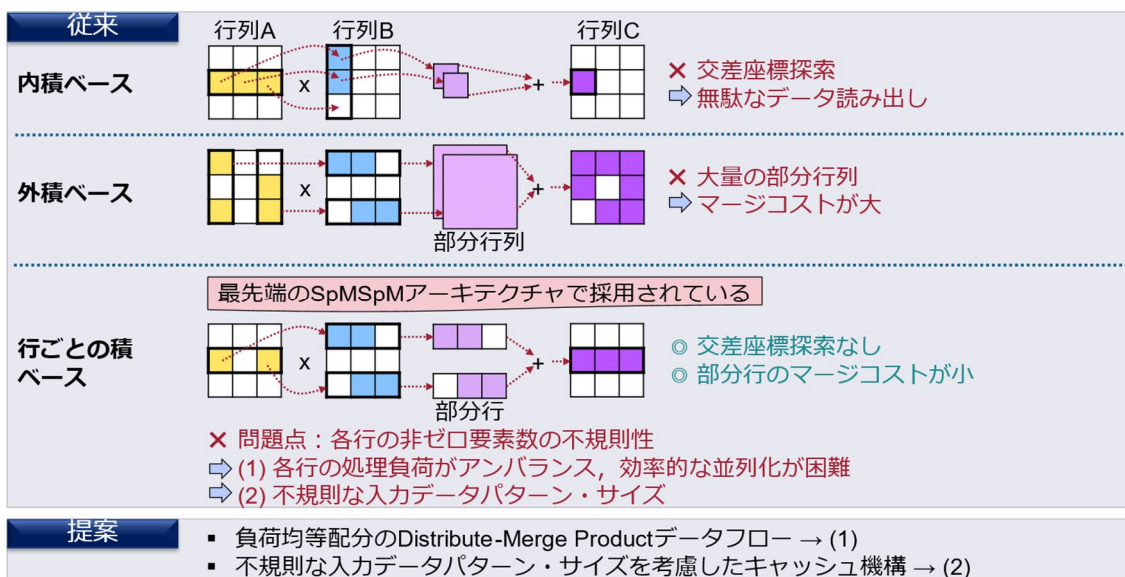 従来
行列A
行列B
行列C
内積ベース
x
+
× 交差座標探索
⇨ 無駄なデータ読み出し
外積ベース
x
+
部分行列
× 大量の部分行列
⇨ マージコストが大
最先端のSpMSpMアーキテクチャで採用されている
行ごとの積
ベース
x
+
部分行
◎ 交差座標探索なし
◎ 部分行のマージコストが小
× 問題点：各行の非ゼロ要素数の不規則性
⇨ (1) 各行の処理負荷がアンバランス，効率的な並列化が困難
⇨ (2) 不規則な入力データパターン・サイズ
提案
▪ 負荷均等配分のDistribute-Merge Productデータフロー → (1)
▪ 不規則な入力データパターン・サイズを考慮したキャッシュ機構 → (2)